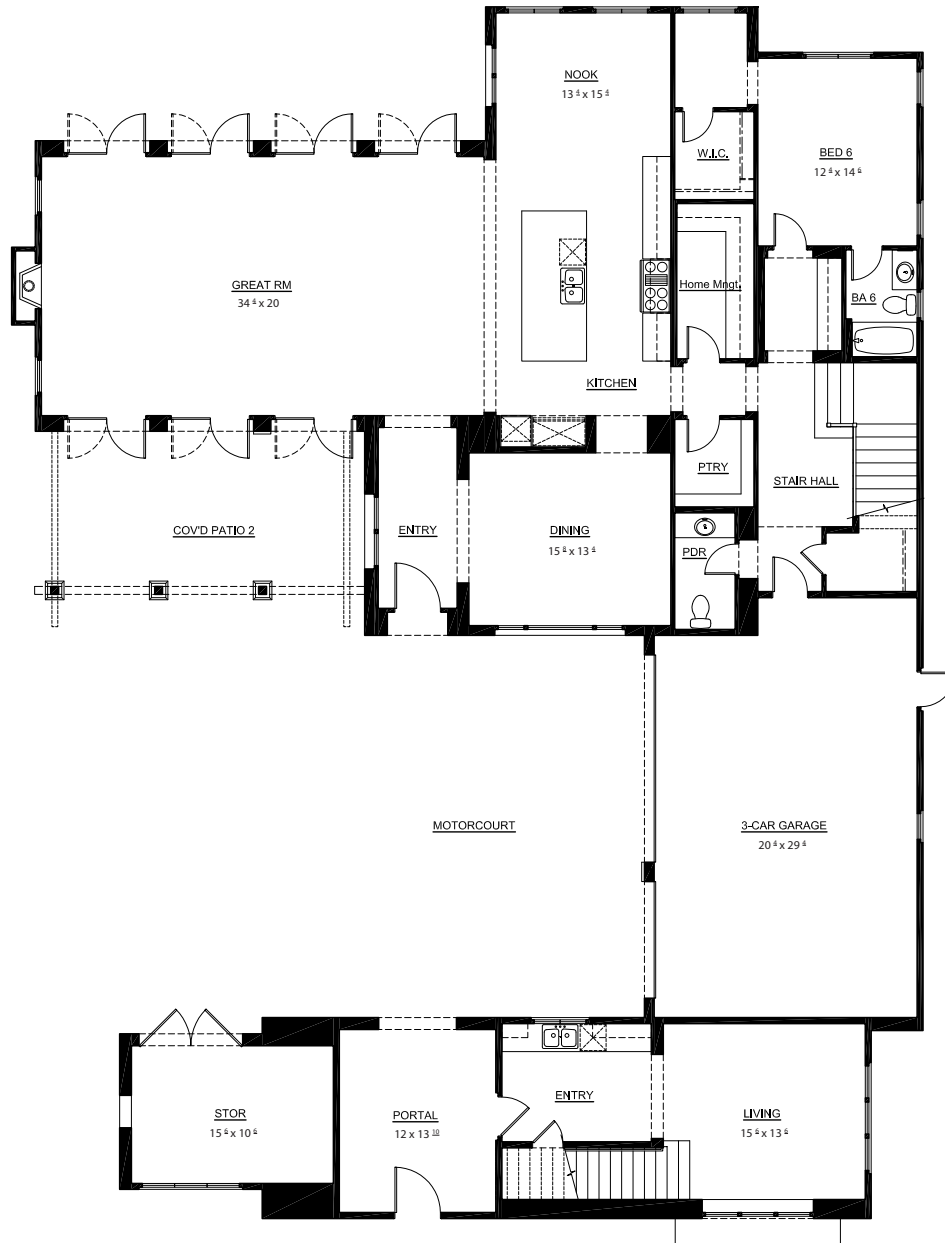 NOOK
13 4 x 15 4
W.I.C.
BED 6
12 4 x 14 6
GREAT RM
34 4 x 20
Home Mngt.
BA 6
KITCHEN
PTRY
STAIR HALL
COV'D PATIO 2
ENTRY
DINING
15 8 x 13 4
PDR
MOTORCOURT
3-CAR GARAGE
20 4 x 29 4
STOR
15 6 x 10 6
PORTAL
12 x 13 10
ENTRY
LIVING
15 6 x 13 6